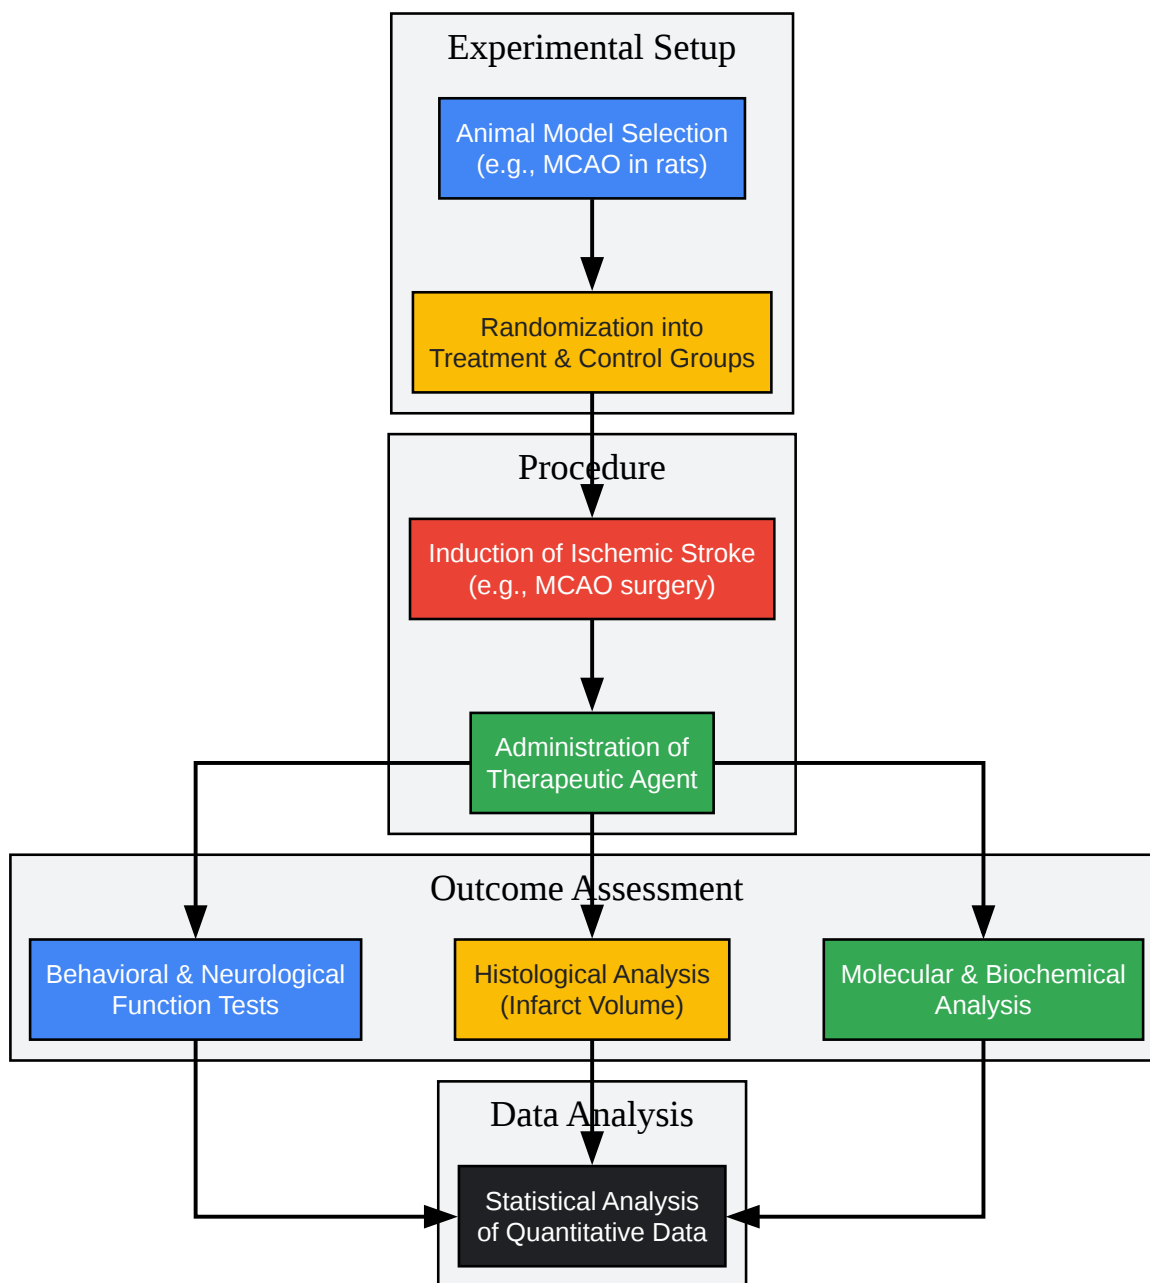 Experimental Setup
Animal Model Selection
(e.g., MCAO in rats)
Randomization into
Treatment & Control Groups
Procedure
Induction of Ischemic Stroke
(e.g., MCAO surgery)
Administration of
Therapeutic Agent
Outcome Assessment
Behavioral & Neurological
Function Tests
Histological Analysis
(Infarct Volume)
Molecular & Biochemical
Analysis
Data Analysis
Statistical Analysis
of Quantitative Data